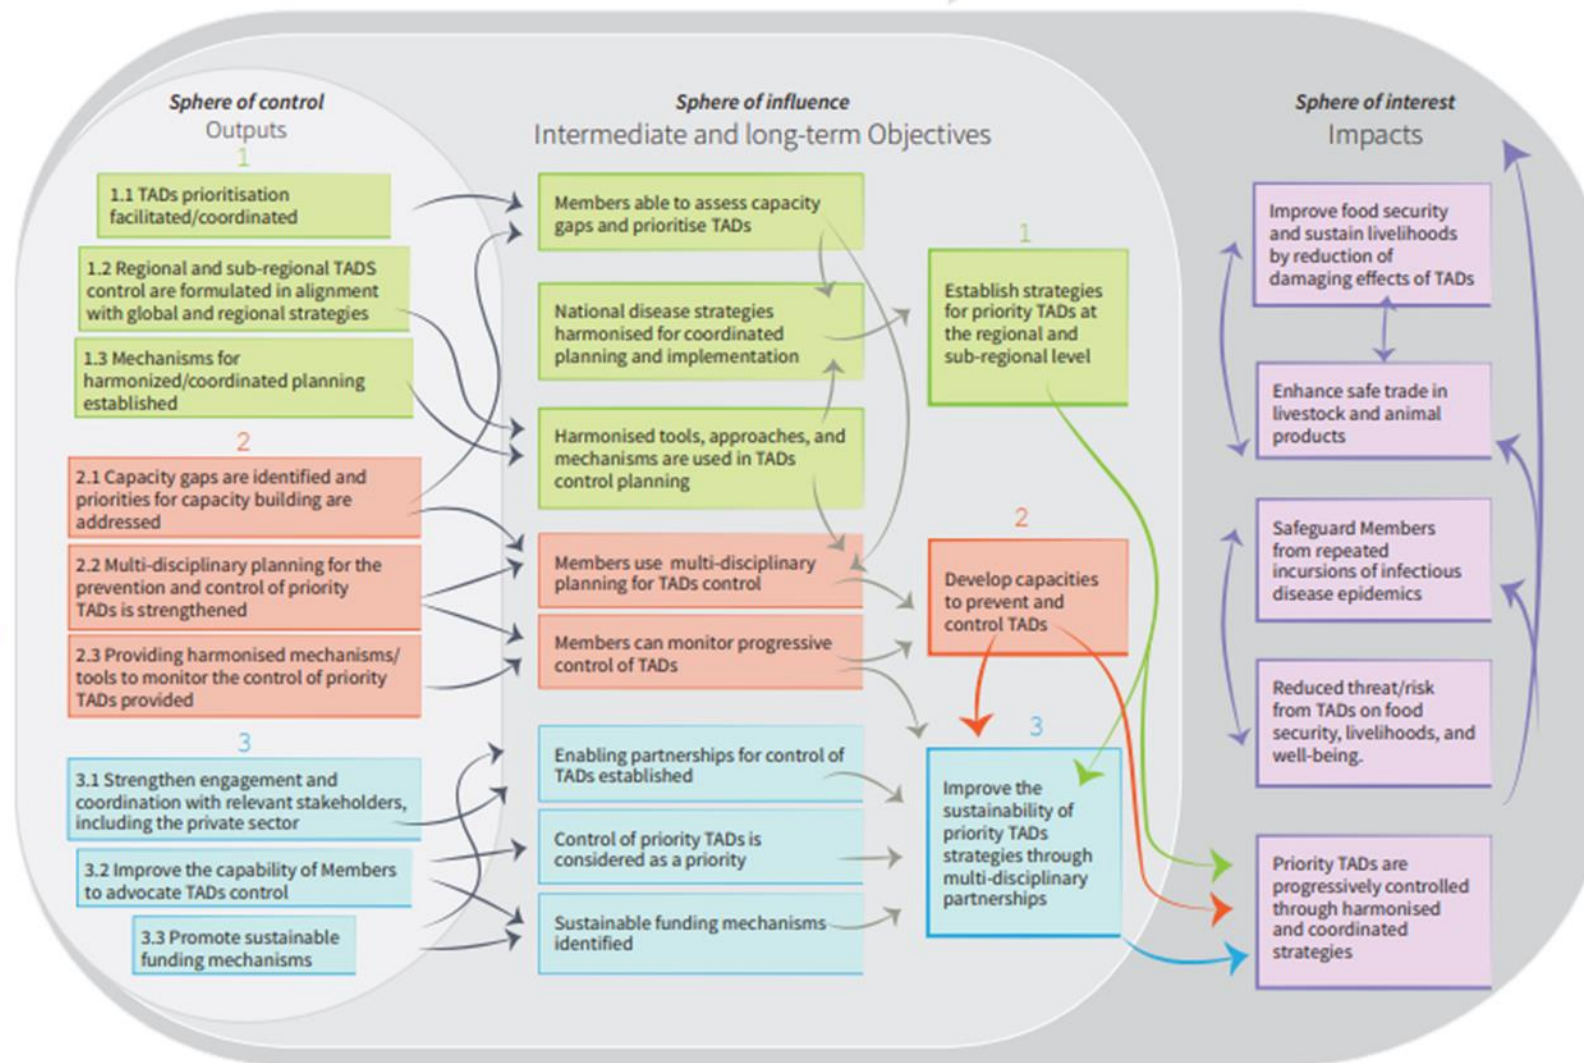 Sphere of control
Outputs
1
1.1 TADs prioritisation
facilitated/coordinated
1.2 Regional and sub-regional TADS
control are formulated in alignment
with global and regional strategies
1.3 Mechanisms for
harmonized/coordinated planning
established
2
2.1 Capacity gaps are identified and
priorities for capacity building are
addressed
2.2 Multi-disciplinary planning for the
prevention and control of priority
TADs is strengthened
2.3 Providing harmonised mechanisms/
tools to monitor the control of priority
TADs provided
3
3.1 Strengthen engagement and
coordination with relevant stakeholders,
including the private sector
3.2 Improve the capability of Members
to advocate TADs control
3.3 Promote sustainable
funding mechanisms
Sphere of influence
Intermediate and long-term Objectives
Members able to assess capacity
gaps and prioritise TADs
National disease strategies
harmonised for coordinated
planning and implementation
Harmonised tools, approaches, and
mechanisms are used in TADs
control planning
Members use multi-disciplinary
planning for TADs control
Members can monitor progressive
control of TADs
Enabling partnerships for control of
TADs established
Control of priority TADs is
considered as a priority
Sustainable funding mechanisms
identified
1
Establish strategies
for priority TADs at
the regional and
sub-regional level
2
Develop capacities
to prevent and
control TADs
3
Improve the
sustainability of
priority TADs
strategies through
multi-disciplinary
partnerships
Sphere of interest
Impacts
Improve food security
and sustain livelihoods
by reduction of
damaging effects of TADs
Enhance safe trade in
livestock and animal
products
Safeguard Members
from repeated
incursions of infectious
disease epidemics
Reduced threat/risk
from TADs on food
security, livelihoods, and
well-being.
Priority TADs are
progressively controlled
through harmonised
and coordinated
strategies